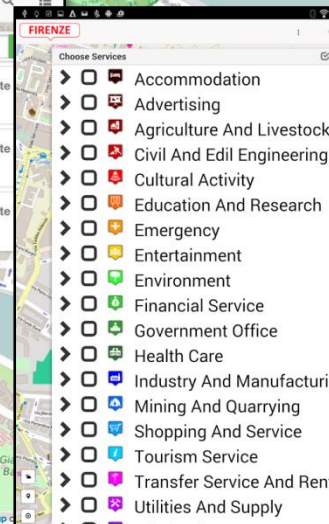 FIRENZE
Choose Services
Accommodation
Advertising
Agriculture And Livestock
Civil And Edil Engineering
Cultural Activity
Education And Research
Emergency
Entertainment
Environment
Financial Service
Government Office
Health Care
Industry And Manufacturi
Mining And Quarrying
Shopping And Service
Tourism Service
Transfer Service And Ren
Utilities And Supply